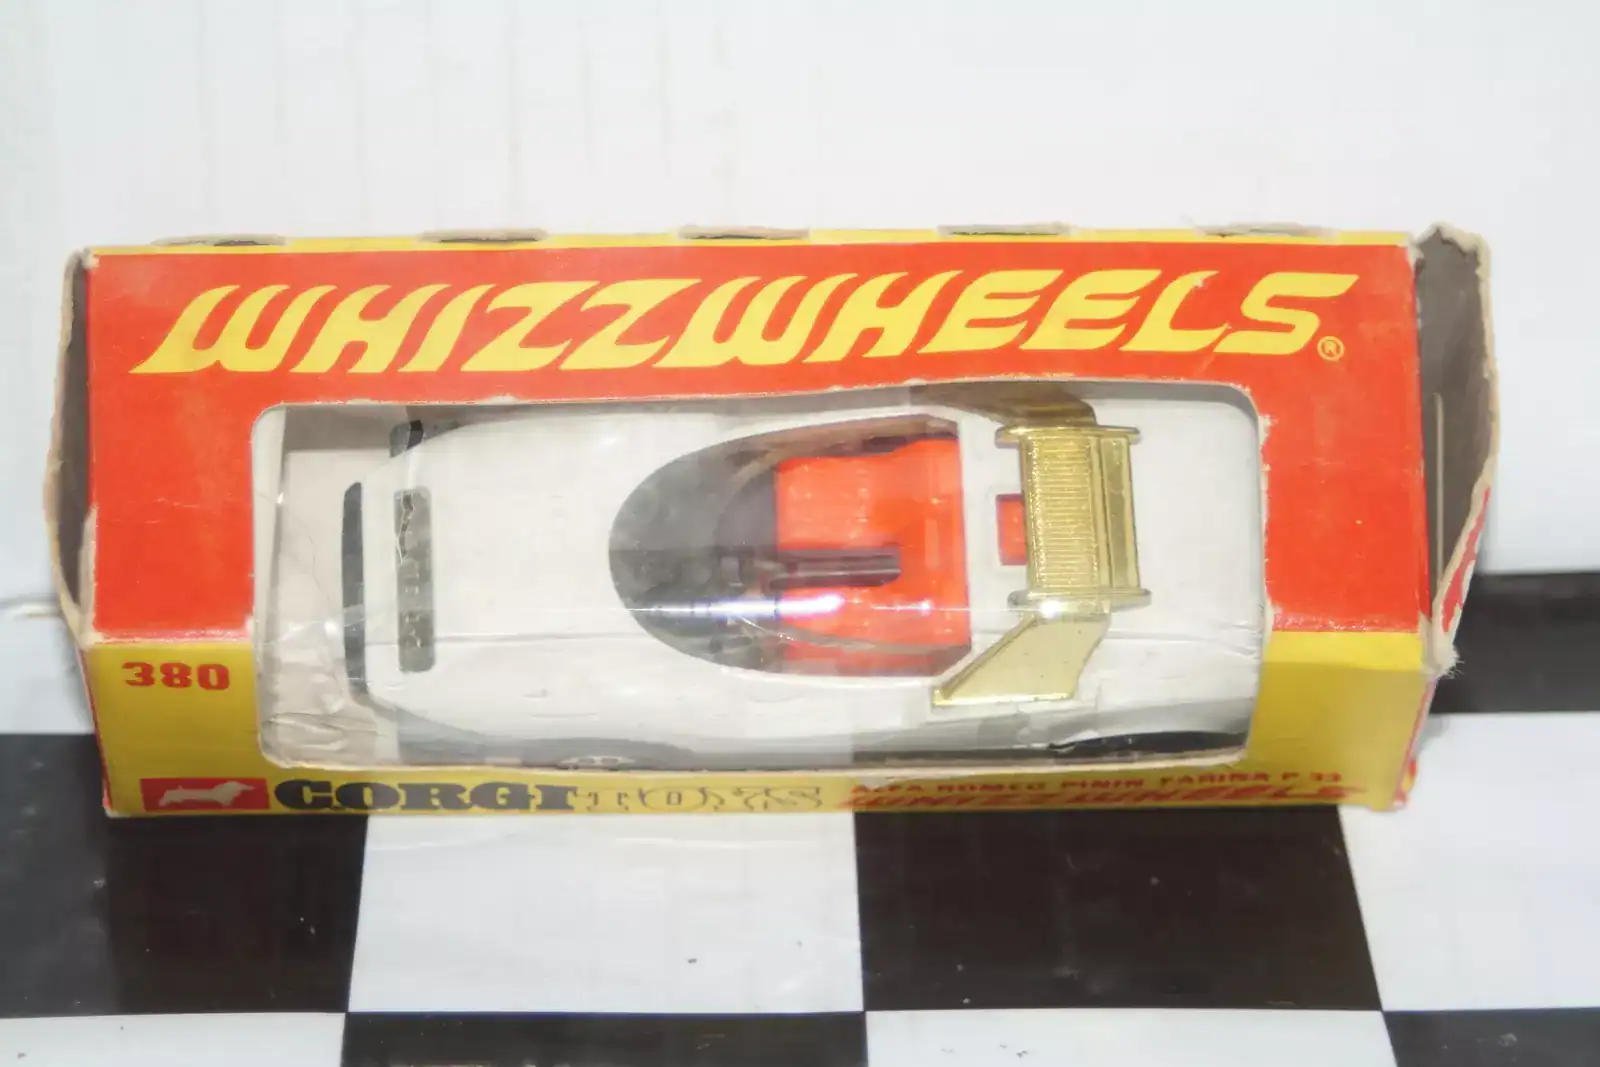 WHIZZWHEELS®
380
CORGI TOYS
ALFA ROMEO PININ FARINA P 33
WHIZZWHEELS